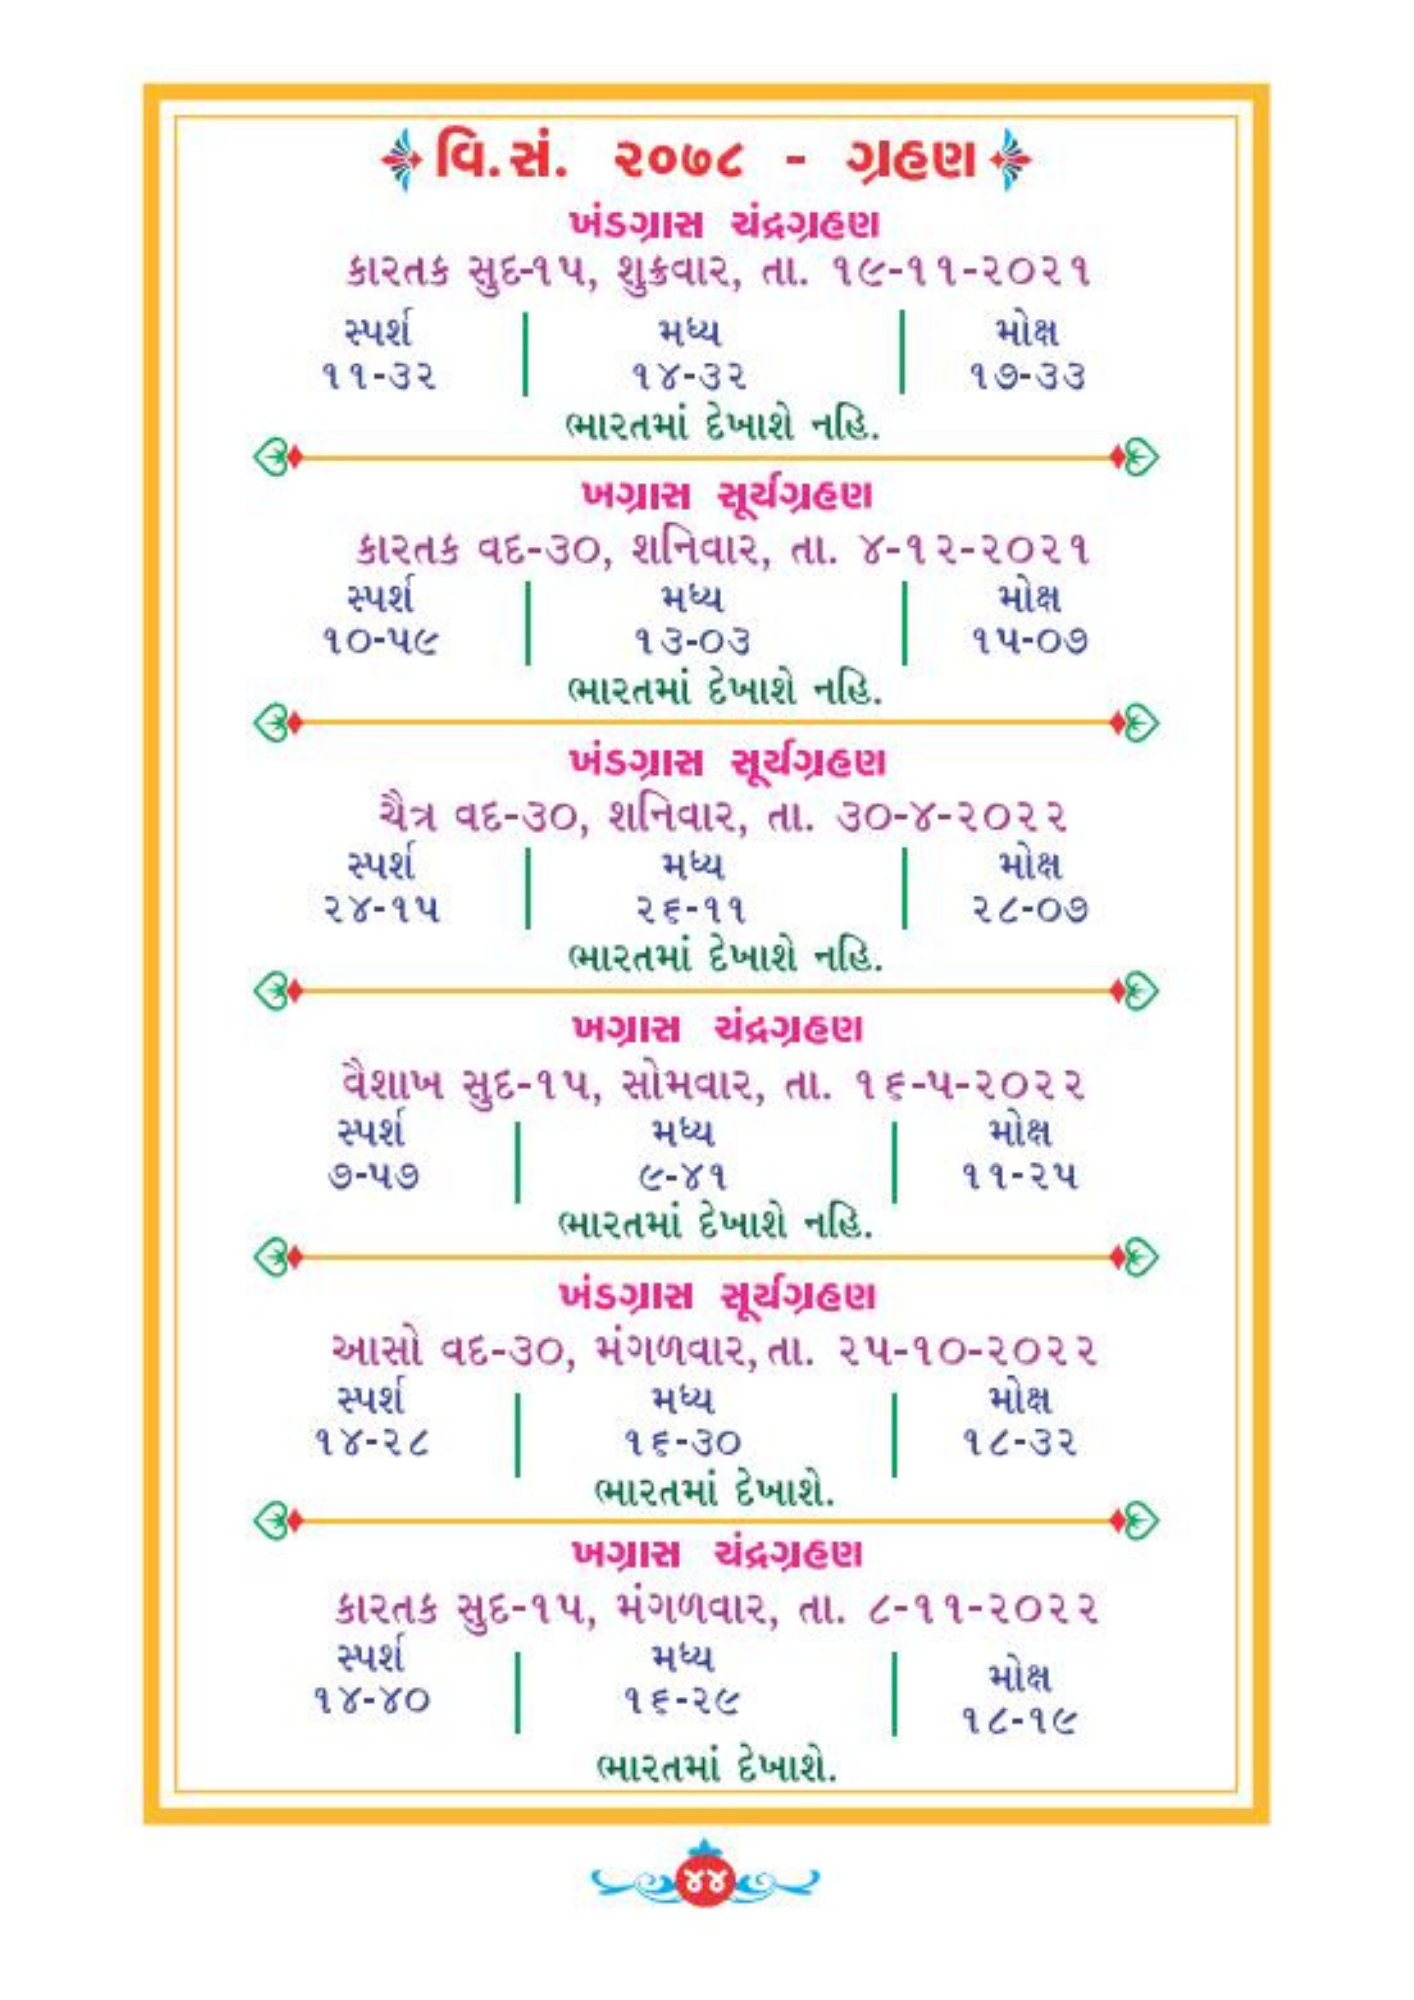 વિ.સં. ૨૦૭૮ - ગ્રહણ
ખંડગ્રાસ ચંદ્રગ્રહણ
કારતક સુદ-૧૫, શુક્રવાર, તા. ૧૯-૧૧-૨૦૨૧
સ્પર્શ મધ્ય મોક્ષ
૧૧-૩૨ ૧૪-૩૨ ૧૭-૩૩
ભારતમાં દેખાશે નહિ.
ખગ્રાસ સૂર્યગ્રહણ
કારતક વદ-૩૦, શનિવાર, તા. ૪-૧૨-૨૦૨૧
સ્પર્શ મધ્ય મોક્ષ
૧૦-૫૯ ૧૩-૦૩ ૧૫-૦૭
ભારતમાં દેખાશે નહિ.
ખંડગ્રાસ સૂર્યગ્રહણ
ચૈત્ર વદ-૩૦, શનિવાર, તા. ૩૦-૪-૨૦૨૨
સ્પર્શ મધ્ય મોક્ષ
૨૪-૧૫ ૨૬-૧૧ ૨૮-૦૭
ભારતમાં દેખાશે નહિ.
ખગ્રાસ ચંદ્રગ્રહણ
વૈશાખ સુદ-૧૫, સોમવાર, તા. ૧૬-૫-૨૦૨૨
સ્પર્શ મધ્ય મોક્ષ
૭-૫૭ ૯-૪૧ ૧૧-૨૫
ભારતમાં દેખાશે નહિ.
ખંડગ્રાસ સૂર્યગ્રહણ
આસો વદ-૩૦, મંગળવાર, તા. ૨૫-૧૦-૨૦૨૨
સ્પર્શ મધ્ય મોક્ષ
૧૪-૨૮ ૧૬-૩૦ ૧૮-૩૨
ભારતમાં દેખાશે.
ખગ્રાસ ચંદ્રગ્રહણ
કારતક સુદ-૧૫, મંગળવાર, તા. ૮-૧૧-૨૦૨૨
સ્પર્શ મધ્ય મોક્ષ
૧૪-૪૦ ૧૬-૨૯ ૧૮-૧૯
ભારતમાં દેખાશે.
૪૪